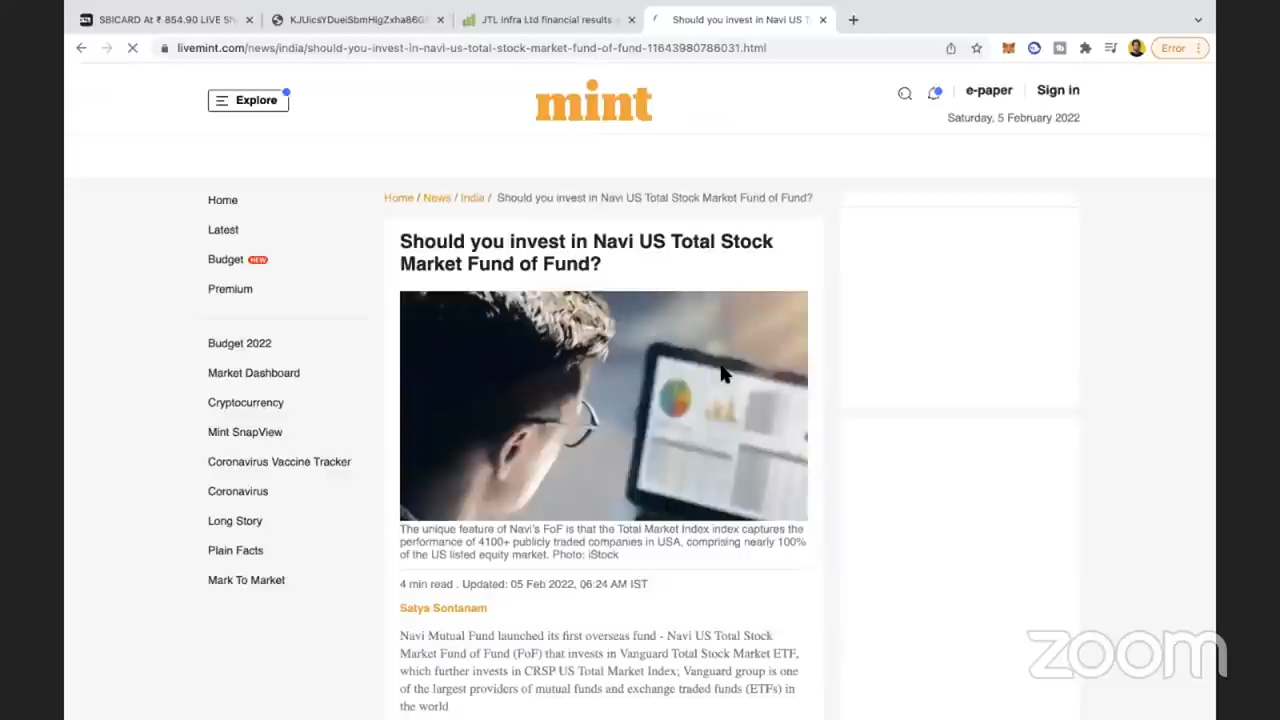 SBICARD At ₹ 854.90 LIVE
JTL Infra Ltd financial results
Should you invest in Navi US
Error
livemint.com/news/india/should-you-invest-in-navi-us-total-stock-market-fund-of-fund-11643980786031.html
Explore
mint
e-paper
Sign in
Saturday, 5 February 2022
Home / News / India / Should you invest in Navi US Total Stock Market Fund of Fund?
Home
Latest
Budget NEW
Premium
Budget 2022
Market Dashboard
Cryptocurrency
Mint SnapView
Coronavirus Vaccine Tracker
Coronavirus
Long Story
Plain Facts
Mark To Market
Should you invest in Navi US Total Stock
Market Fund of Fund?
The unique feature of Navi's FoF is that the Total Market Index index captures the
performance of 4100+ publicly traded companies in USA, comprising nearly 100%
of the US listed equity market. Photo: iStock
4 min read . Updated: 05 Feb 2022, 06:24 AM IST
Satya Sontanam
Navi Mutual Fund launched its first overseas fund - Navi US Total Stock
Market Fund of Fund (FoF) that invests in Vanguard Total Stock Market ETF,
which further invests in CRSP US Total Market Index; Vanguard group is one
of the largest providers of mutual funds and exchange traded funds (ETFs) in
the world
zoom